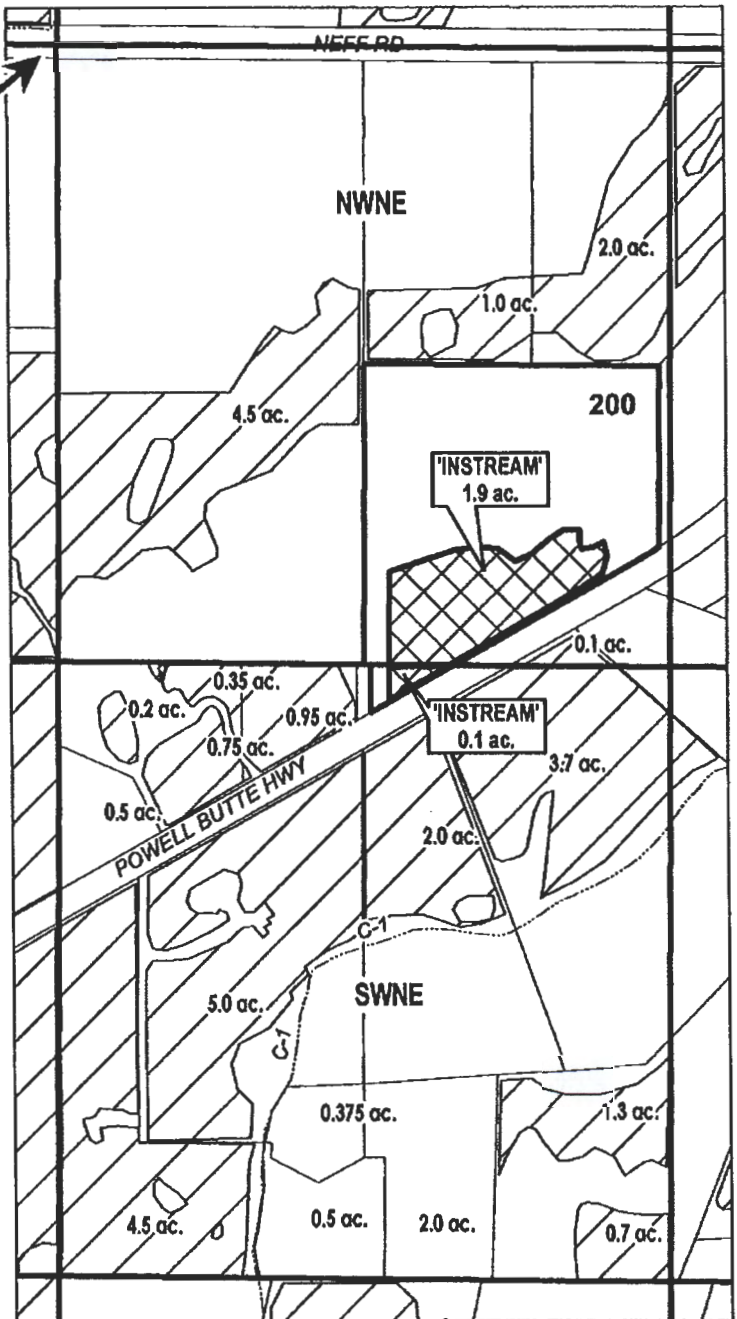 NEFF RD
NWNE
2.0 ac.
1.0 ac.
200
4.5 ac.
'INSTREAM'
1.9 ac.
0.1 ac.
0.35 ac.
0.2 ac.
0.95 ac.
'INSTREAM'
0.1 ac.
0.75 ac.
3.7 ac.
0.5 ac.
POWELL BUTTE HWY
2.0 ac.
C-1
SWNE
5.0 ac.
C-1
0.375 ac.
1.3 ac.
4.5 ac.
0.5 ac.
2.0 ac.
0.7 ac.